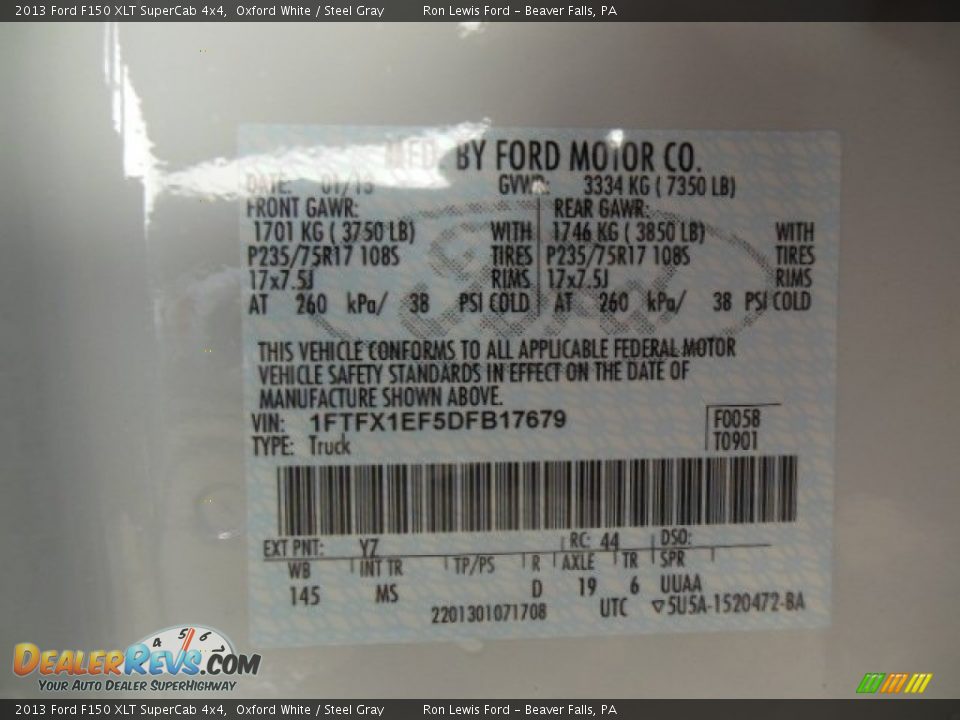 2013 Ford F150 XLT SuperCab 4x4, Oxford White / Steel Gray Ron Lewis Ford - Beaver Falls, PA
MFD. BY FORD MOTOR CO.
DATE: 01/13 GVWR: 3334 KG ( 7350 LB)
FRONT GAWR: REAR GAWR:
1701 KG ( 3750 LB) WITH 1746 KG ( 3850 LB) WITH
P235/75R17 108S TIRES P235/75R17 108S TIRES
17x7.5J RIMS 17x7.5J RIMS
AT 260 kPa/ 38 PSI COLD AT 260 kPa/ 38 PSI COLD
THIS VEHICLE CONFORMS TO ALL APPLICABLE FEDERAL MOTOR
VEHICLE SAFETY STANDARDS IN EFFECT ON THE DATE OF
MANUFACTURE SHOWN ABOVE.
VIN: 1FTFX1EF5DFB17679 F0058
TYPE: Truck T0901
EXT PNT: YZ RC: 44 DSO:
WB INT TR TP/PS R AXLE TR SPR
145 MS D 19 6 UUAA
2201301071708 UTC ▽5U5A-1520472-BA
4 5 6
DEALERREVS.COM
YOUR AUTO DEALER SUPERHIGHWAY
2013 Ford F150 XLT SuperCab 4x4, Oxford White / Steel Gray Ron Lewis Ford - Beaver Falls, PA